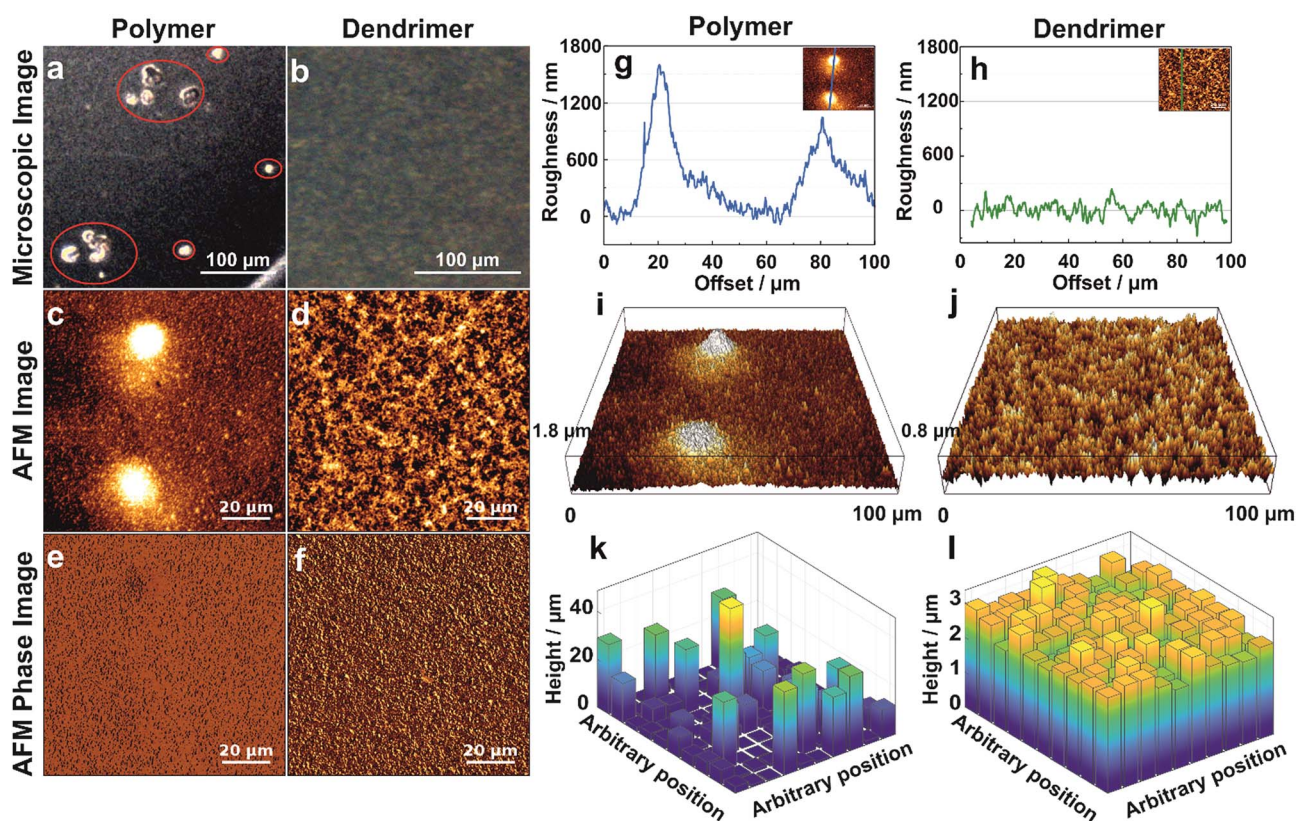 Polymer
Dendrimer
Polymer
Dendrimer
Microscopic Image
a
100 µm
b
100 µm
AFM Image
c
20 µm
d
20 µm
AFM Phase Image
e
20 µm
f
20 µm
g
Roughness / nm
1800
1200
600
0
0
20
40
60
80
100
Offset / µm
h
Roughness / nm
1800
1200
600
0
0
20
40
60
80
100
Offset / µm
i
1.8 µm
0
100 µm
j
0.8 µm
0
100 µm
k
Height / µm
40
20
0
Arbitrary position
Arbitrary position
l
Height / µm
3
2
1
0
Arbitrary position
Arbitrary position